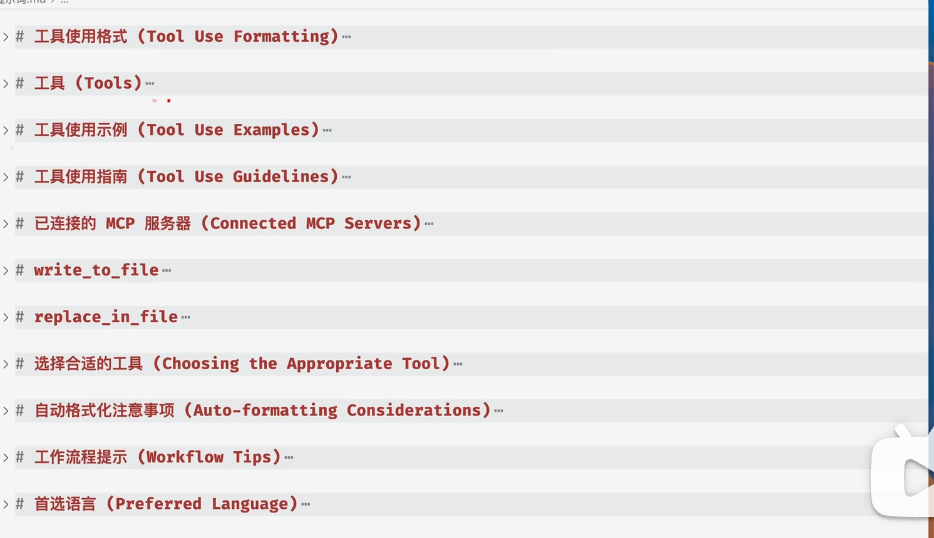 提示词.md > ...
# 工具使用格式 (Tool Use Formatting)…
# 工具 (Tools)…
# 工具使用示例 (Tool Use Examples)…
# 工具使用指南 (Tool Use Guidelines)…
# 已连接的 MCP 服务器 (Connected MCP Servers)…
# write_to_file…
# replace_in_file…
# 选择合适的工具 (Choosing the Appropriate Tool)…
# 自动格式化注意事项 (Auto-formatting Considerations)…
# 工作流程提示 (Workflow Tips)…
# 首选语言 (Preferred Language)…